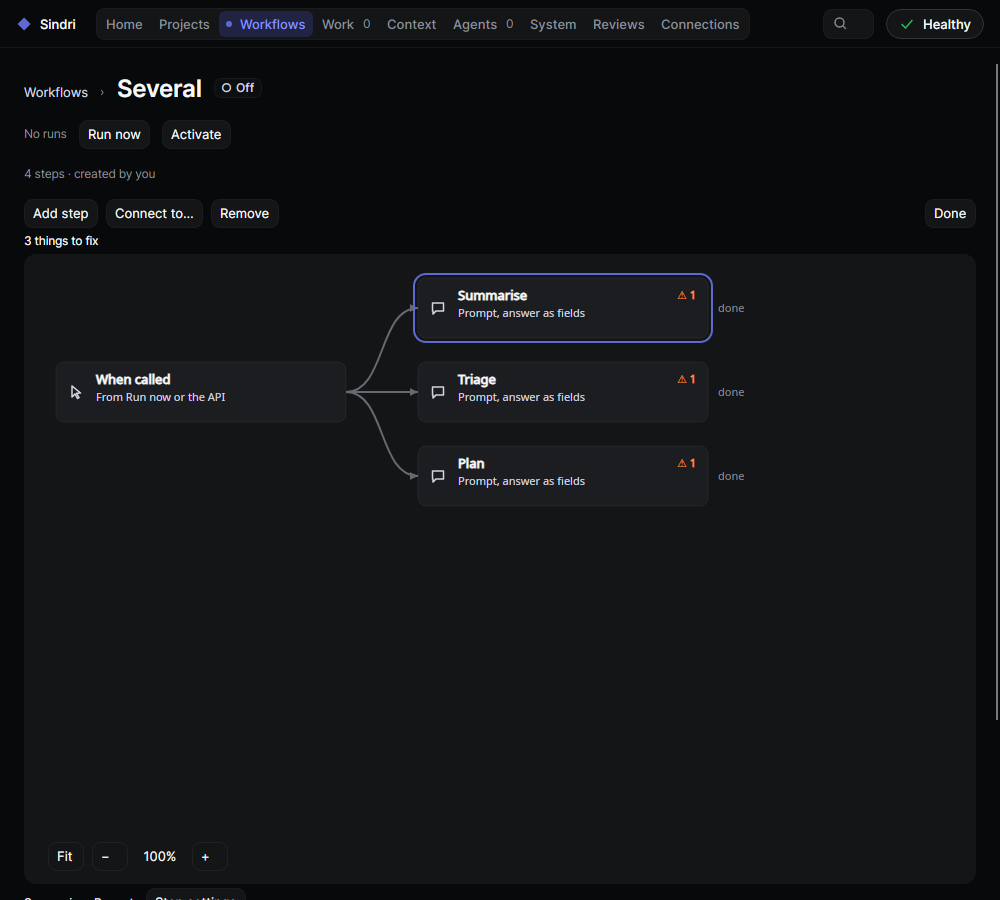 Sindri Home Projects Workflows Work 0 Context Agents 0 System Reviews Connections Healthy
Workflows › Several Off
No runs Run now Activate
4 steps · created by you
Add step Connect to... Remove Done
3 things to fix
Summarise ⚠ 1
Prompt, answer as fields
done
When called
From Run now or the API
Triage ⚠ 1
Prompt, answer as fields
done
Plan ⚠ 1
Prompt, answer as fields
done
Fit − 100% +